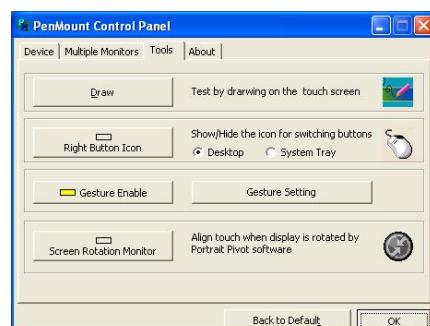 PenMount Control Panel
Device Multiple Monitors Tools About
Draw
Test by drarwing on the touch screen
Right Button Icon
Show/Hide the icon for switching buttons
Desktop System Tray
Gesture Enable
Gesture Setting
Screen Rotation Monitor
Align touch when display is rotated by
Portrait Pivot software
Back to Default
OK